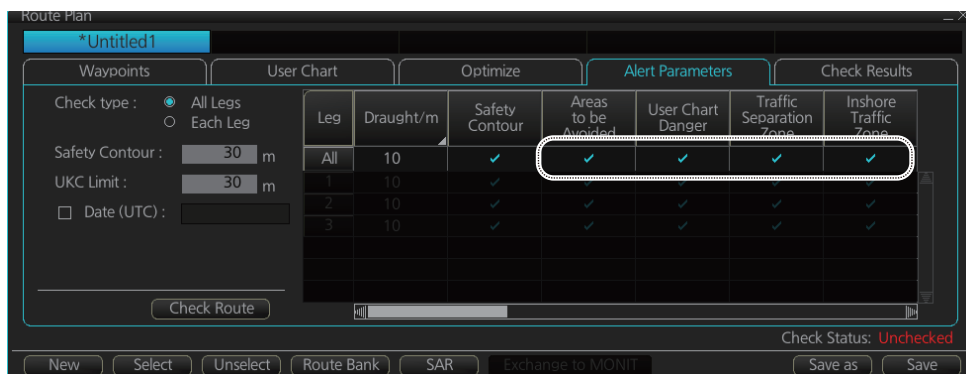 Route Plan
*Untitled1
Waypoints User Chart Optimize Alert Parameters Check Results
Check type : All Legs
Each Leg
Safety Contour : 30 m
UKC Limit : 30 m
Date (UTC) :
Check Route
Leg Draught/m Safety Contour Areas to be Avoided User Chart Danger Traffic Separation Zone Inshore Traffic Zone
All 10 ✓ ✓ ✓ ✓ ✓
1 10 ✓ ✓ ✓ ✓ ✓
2 10 ✓ ✓ ✓ ✓ ✓
3 10 ✓ ✓ ✓ ✓ ✓
Check Status: Unchecked
New Select Unselect Route Bank SAR Exchange to MONIT Save as Save